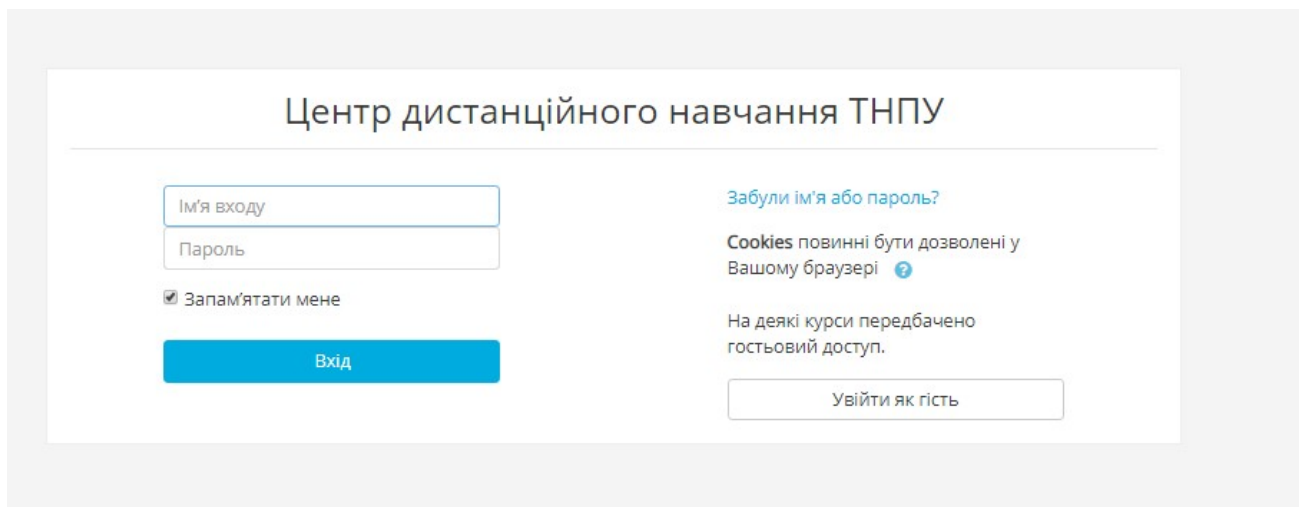 Центр дистанційного навчання ТНПУ
Ім'я входу
Пароль
Запам'ятати мене
Вхід
Забули ім'я або пароль?
Cookies повинні бути дозволені у
Вашому браузері
На деякі курси передбачено
гостьовий доступ.
Увійти як гість